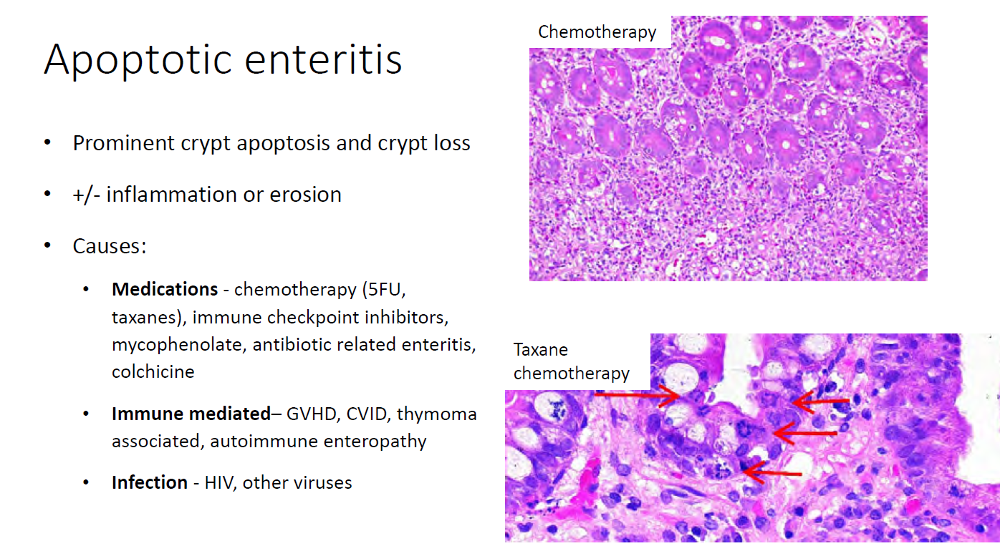 Apoptotic enteritis
• Prominent crypt apoptosis and crypt loss
• +/- inflammation or erosion
• Causes:
• Medications - chemotherapy (5FU,
taxanes), immune checkpoint inhibitors,
mycophenolate, antibiotic related enteritis,
colchicine
• Immune mediated– GVHD, CVID, thymoma
associated, autoimmune enteropathy
• Infection - HIV, other viruses
Chemotherapy
Taxane
chemotherapy